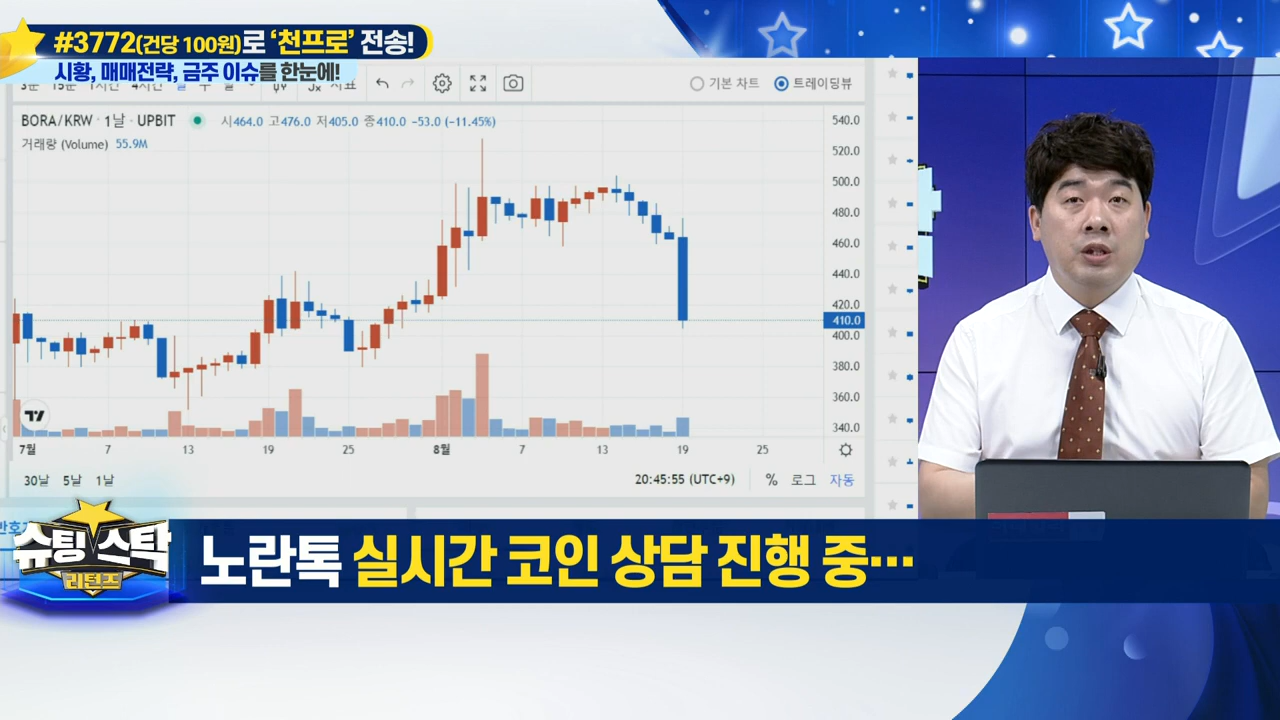 #3772(건당 100원)로 '천프로' 전송!
시황, 매매전략, 금주 이슈를 한눈에!
기본 차트 트레이딩뷰
BORA/KRW · 1날 · UPBIT 시464.0 고476.0 저405.0 종410.0 −53.0 (−11.45%)
거래량 (Volume) 55.9M
540.0
520.0
500.0
480.0
460.0
440.0
420.0
410.0
400.0
380.0
360.0
340.0
7월 7 13 19 25 8월 7 13 19 25
30날 5날 1날 20:45:55 (UTC+9) % 로그 자동
슈팅스탁
리턴즈
노란톡 실시간 코인 상담 진행 중···